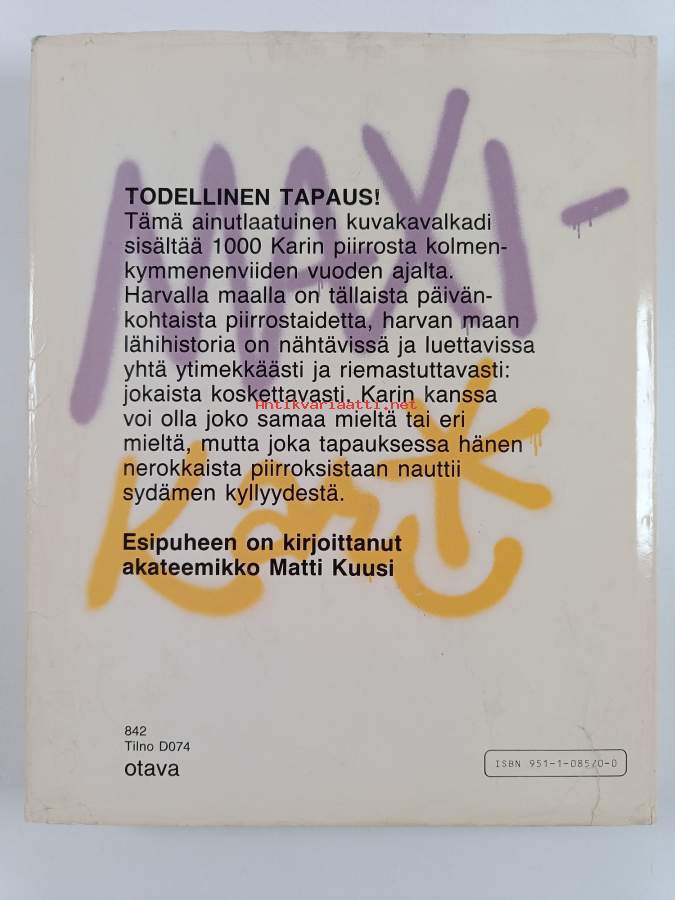 MAXI-
Kari
TODELLINEN TAPAUS!
Tämä ainutlaatuinen kuvakavalkadi
sisältää 1000 Karin piirrosta kolmen-
kymmenenviiden vuoden ajalta.
Harvalla maalla on tällaista päivän-
kohtaista piirrostaidetta, harvan maan
lähihistoria on nähtävissä ja luettavissa
yhtä ytimekkäästi ja riemastuttavasti:
jokaista koskettavasti. Karin kanssa
Antikvariaatti.net
voi olla joko samaa mieltä tai eri
mieltä, mutta joka tapauksessa hänen
nerokkaista piirroksistaan nauttii
sydämen kyllyydestä.
Esipuheen on kirjoittanut
akateemikko Matti Kuusi
842
Tilno D074
otava
ISBN 951-1-08570-0